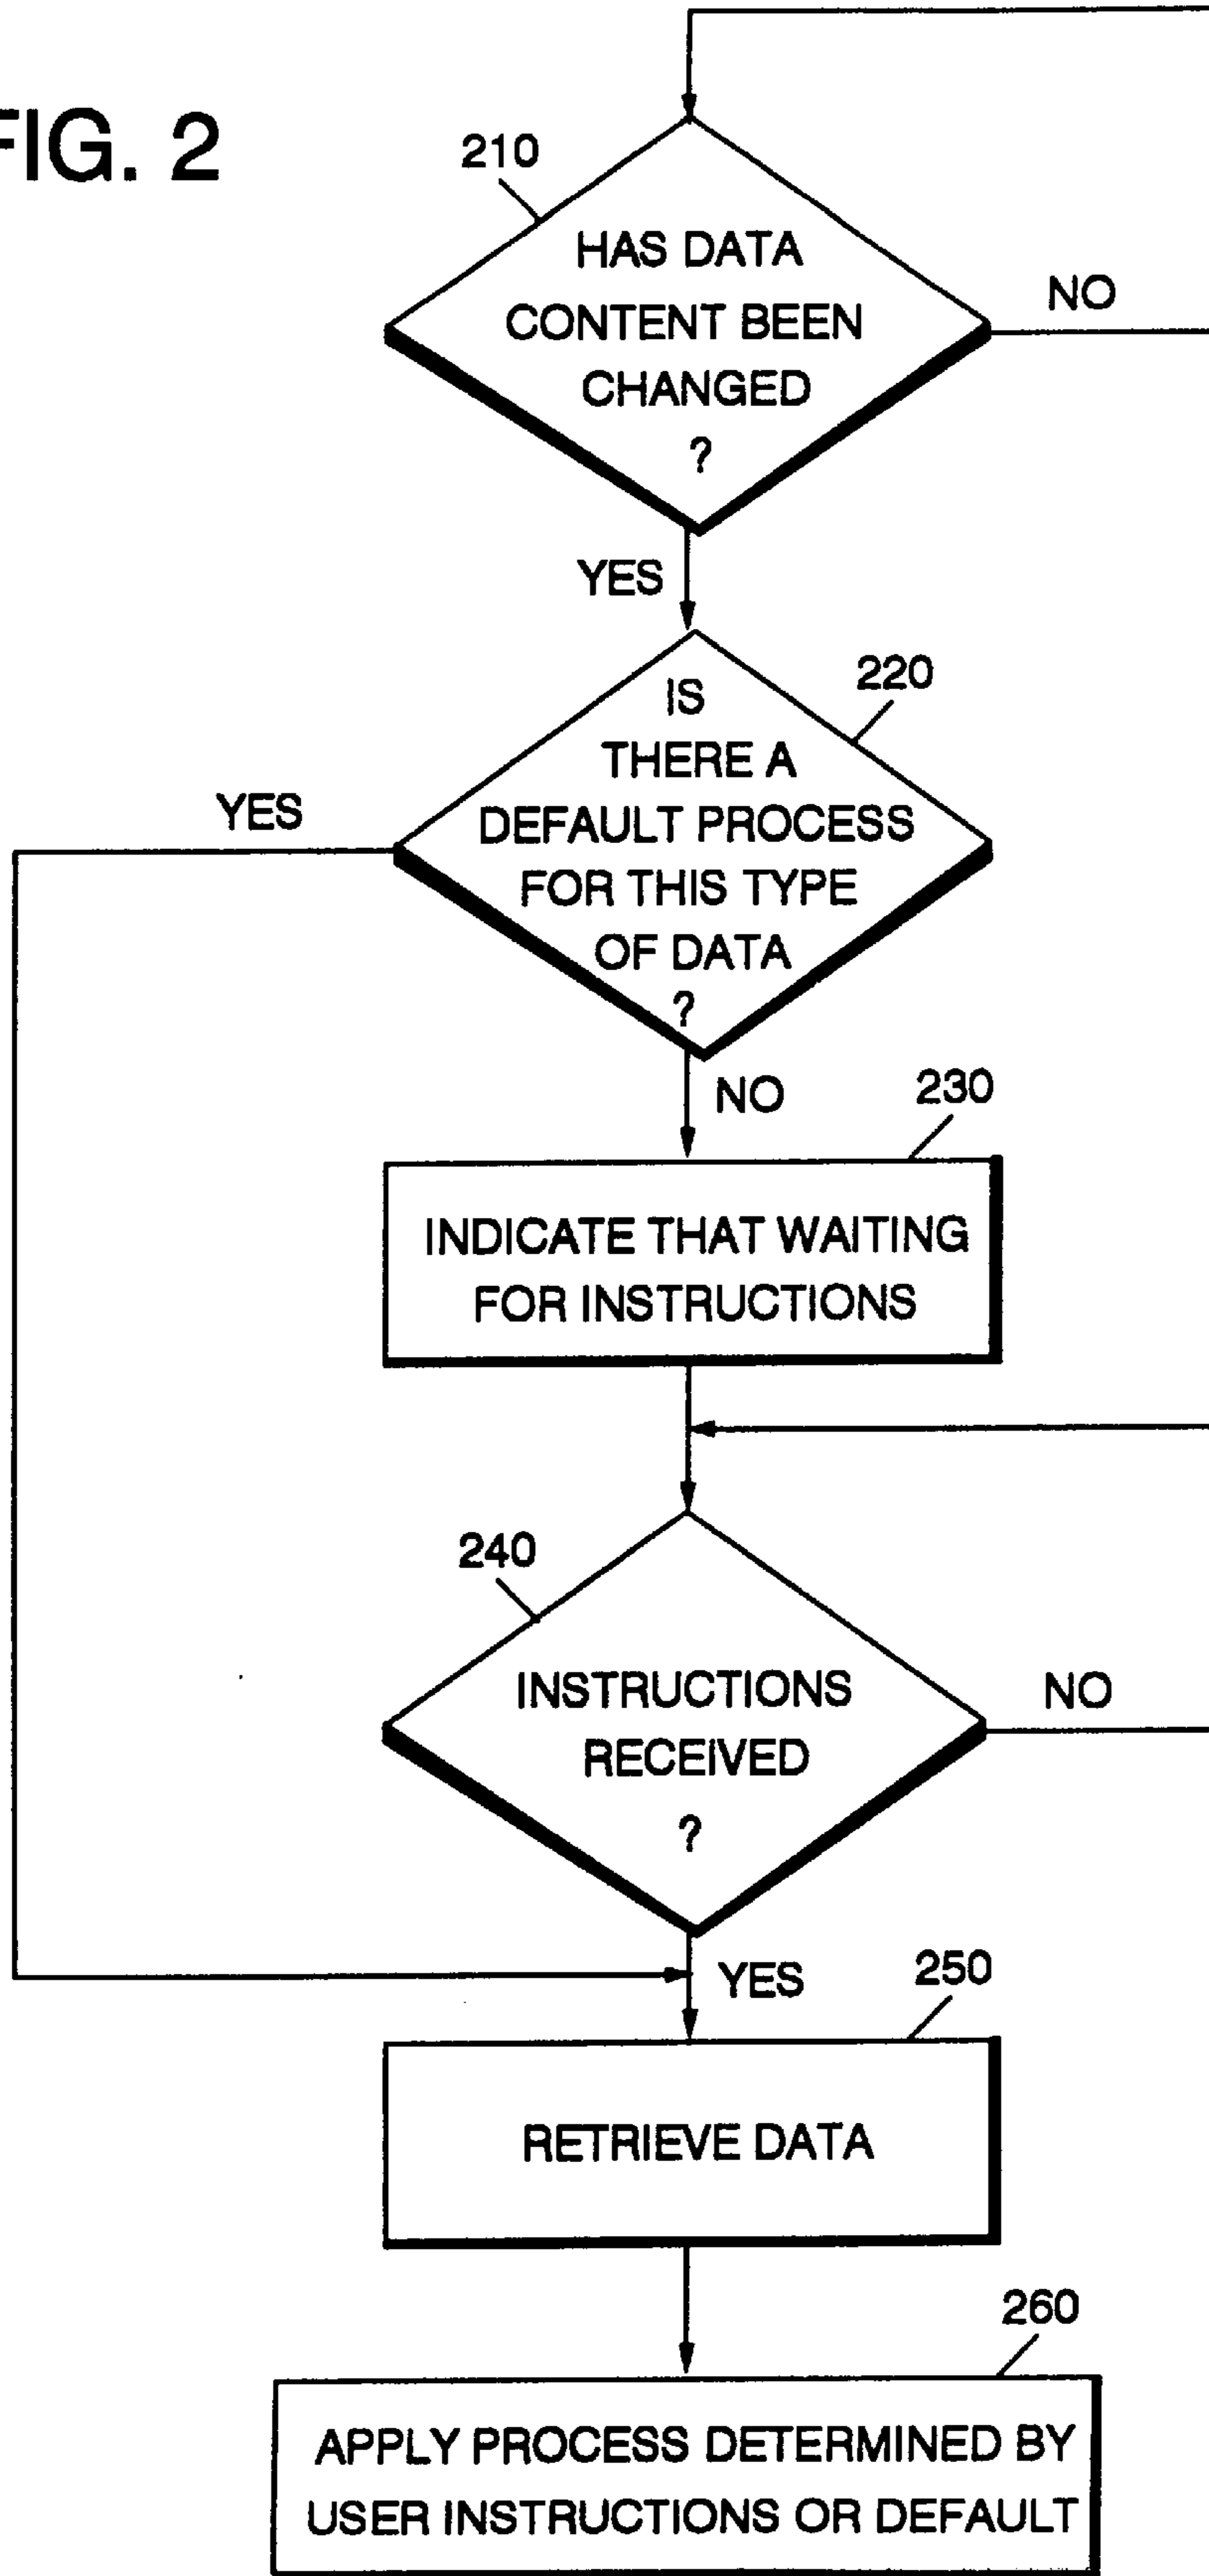 FIG. 2
210
HAS DATA
CONTENT BEEN
CHANGED
?
NO
YES
220
IS
THERE A
DEFAULT PROCESS
FOR THIS TYPE
OF DATA
?
YES
NO
230
INDICATE THAT WAITING
FOR INSTRUCTIONS
240
INSTRUCTIONS
RECEIVED
?
NO
YES
250
RETRIEVE DATA
260
APPLY PROCESS DETERMINED BY
USER INSTRUCTIONS OR DEFAULT